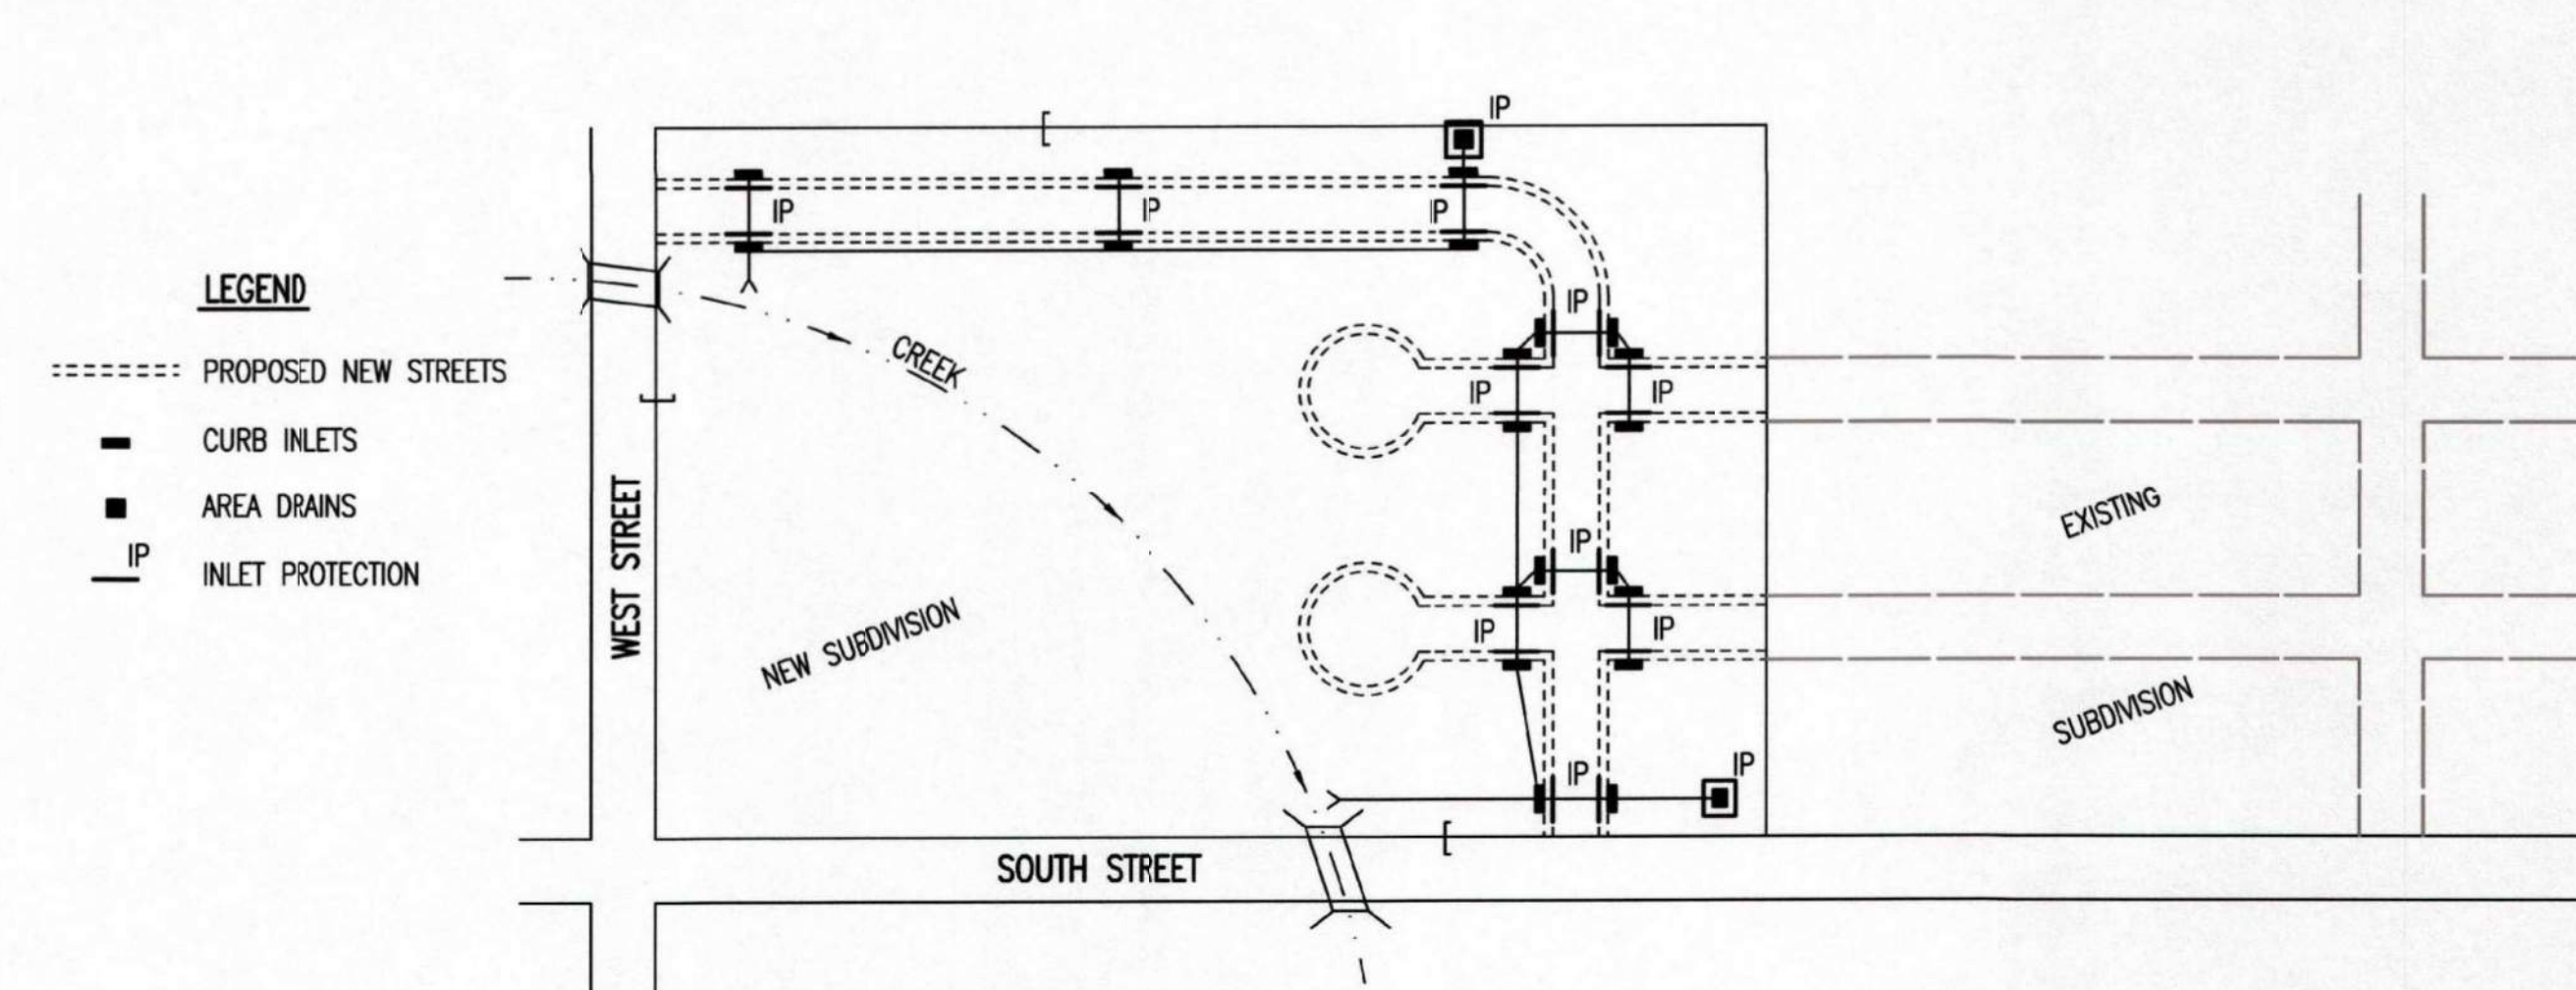 IP
IP
IP
IP
LEGEND
IP
CREEK
PROPOSED NEW STREETS
IP
IP
CURB INLETS
AREA DRAINS
EXISTING
IP
IP
INLET PROTECTION
WEST STREET
NEW SUBDIVISION
IP
IP
SUBDIVISION
IP
IP
SOUTH STREET